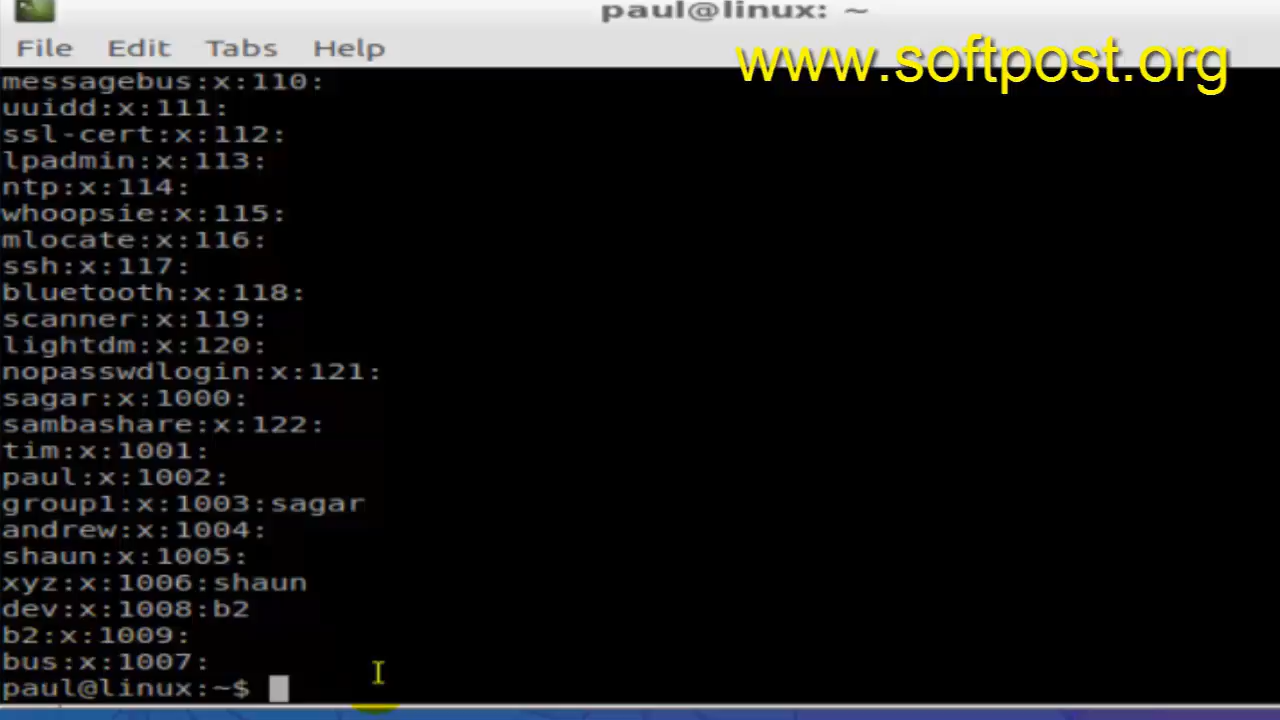 paul@linux: ~
File Edit Tabs Help
www.softpost.org
messagebus:x:110:
uuidd:x:111:
ssl-cert:x:112:
lpadmin:x:113:
ntp:x:114:
whoopsie:x:115:
mlocate:x:116:
ssh:x:117:
bluetooth:x:118:
scanner:x:119:
lightdm:x:120:
nopasswdlogin:x:121:
sagar:x:1000:
sambashare:x:122:
tim:x:1001:
paul:x:1002:
group1:x:1003:sagar
andrew:x:1004:
shaun:x:1005:
xyz:x:1006:shaun
dev:x:1008:b2
b2:x:1009:
bus:x:1007:
paul@linux:~$